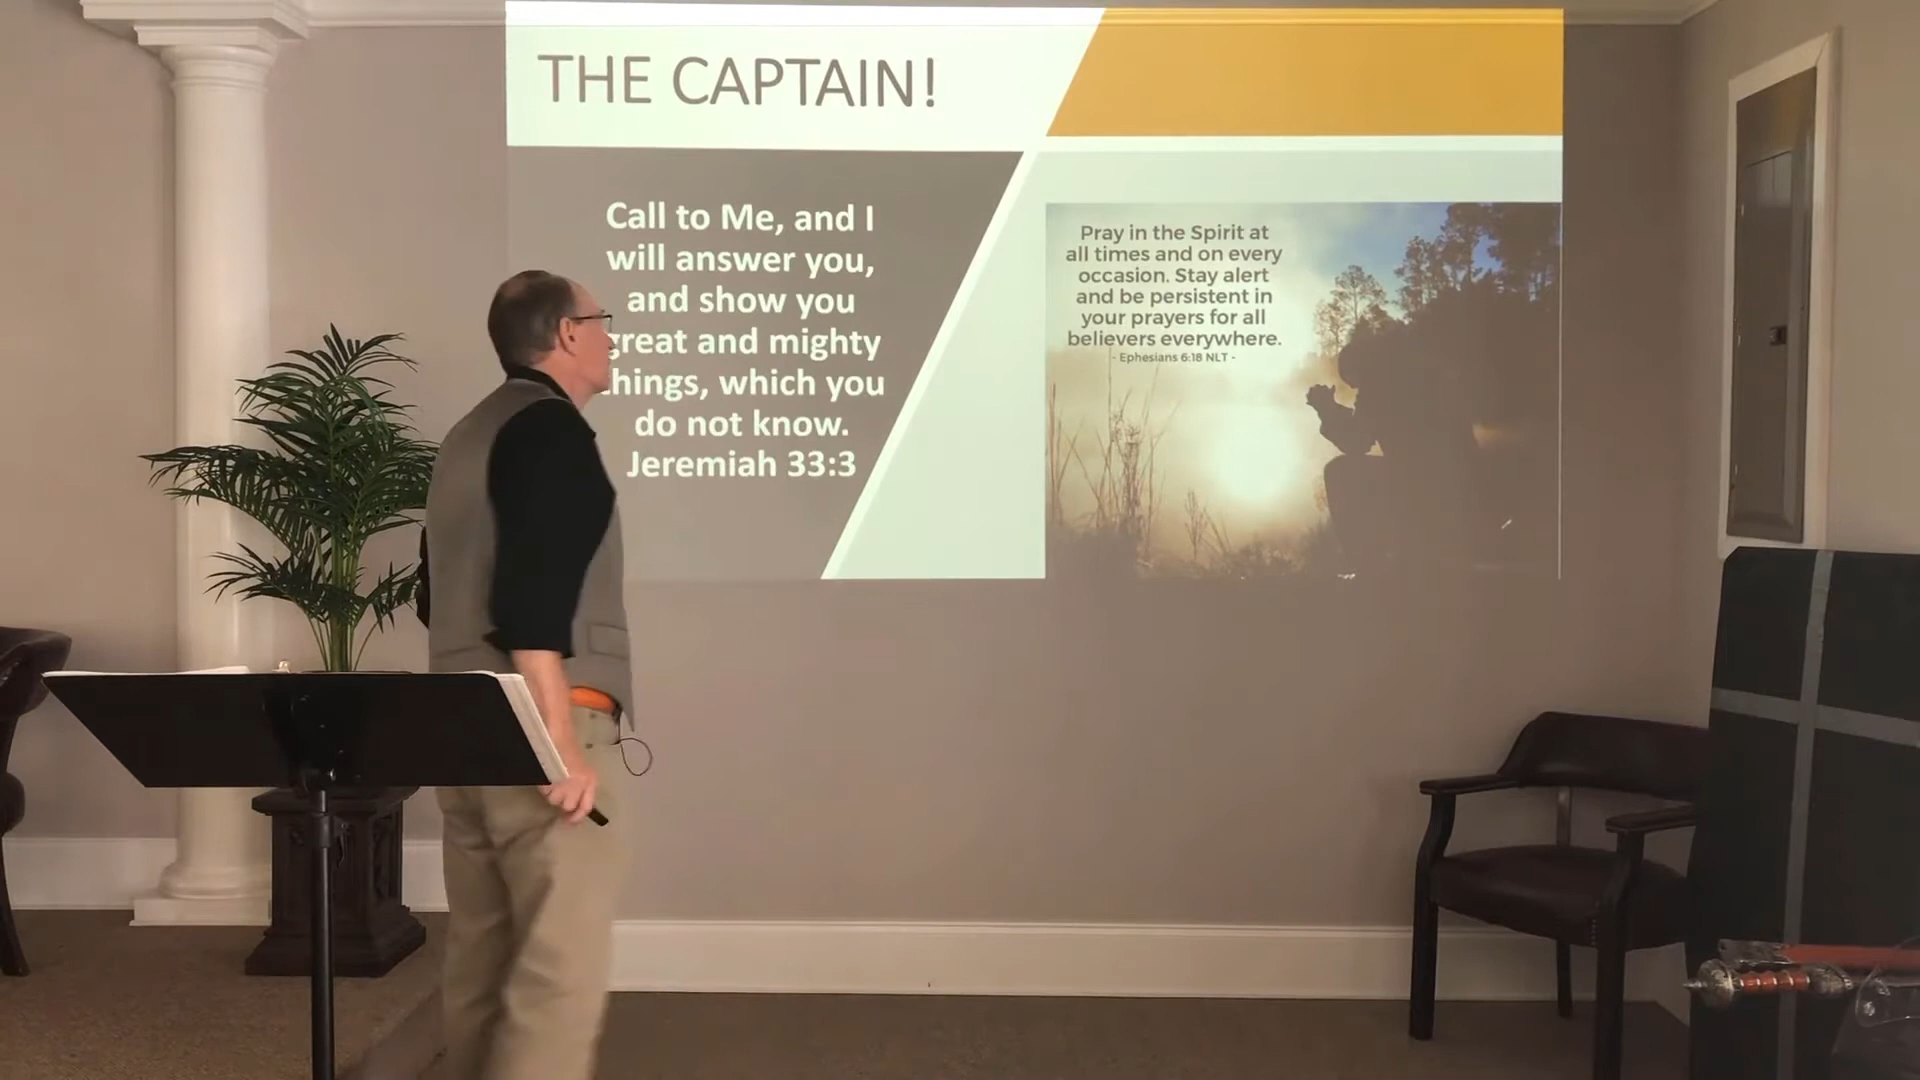 THE CAPTAIN!
Call to Me, and I
will answer you,
and show you
great and mighty
things, which you
do not know.
Jeremiah 33:3
Pray in the Spirit at
all times and on every
occasion. Stay alert
and be persistent in
your prayers for all
believers everywhere.
- Ephesians 6:18 NLT -